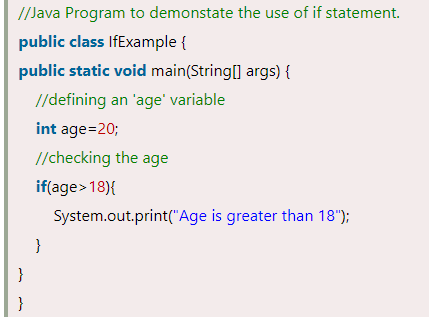 //Java Program to demonstate the use of if statement.
public class IfExample {
public static void main(String[] args) {
    //defining an 'age' variable
    int age=20;
    //checking the age
    if(age>18){
        System.out.print("Age is greater than 18");
    }
}
}